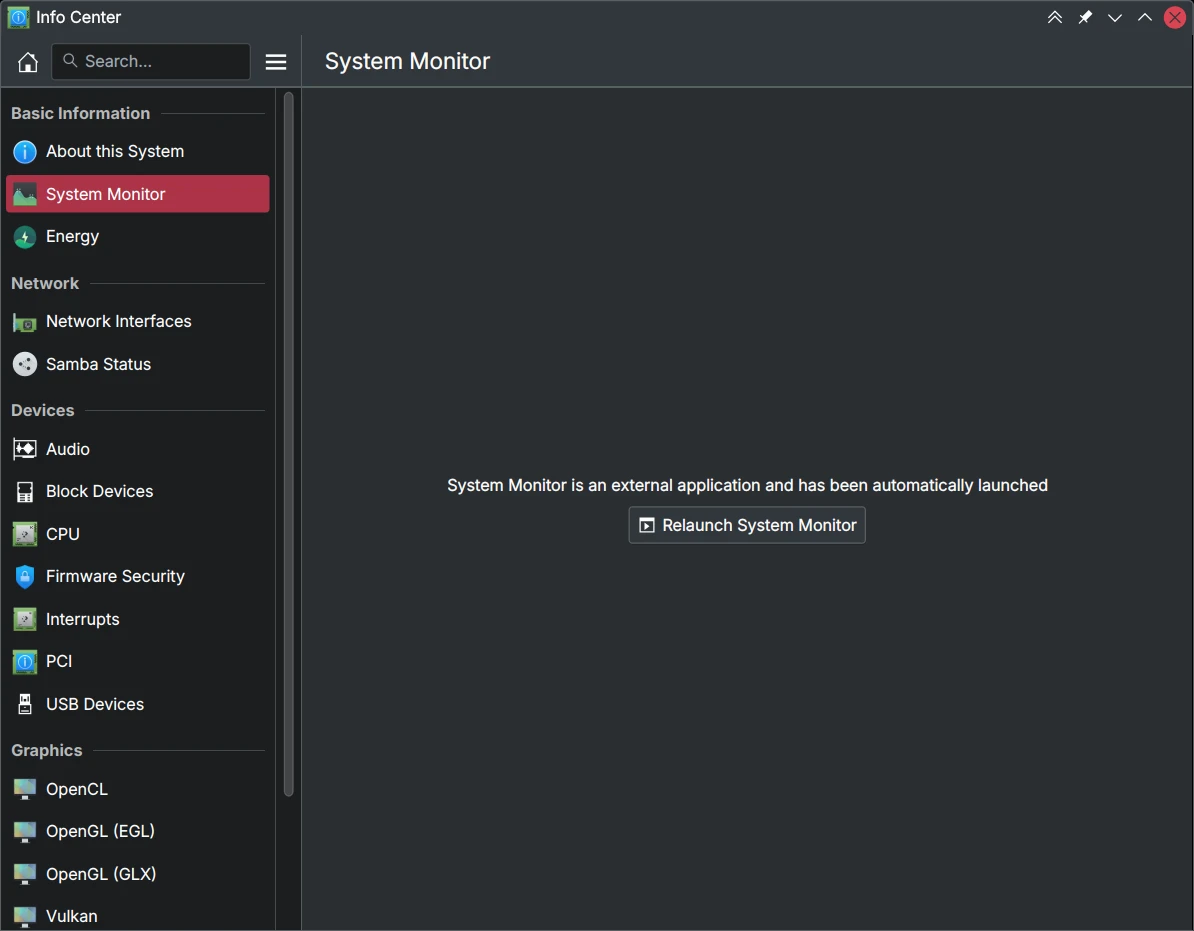 Info Center
Search...
System Monitor
Basic Information
About this System
System Monitor
Energy
Network
Network Interfaces
Samba Status
Devices
Audio
Block Devices
CPU
Firmware Security
Interrupts
PCI
USB Devices
Graphics
OpenCL
OpenGL (EGL)
OpenGL (GLX)
Vulkan
System Monitor is an external application and has been automatically launched
Relaunch System Monitor